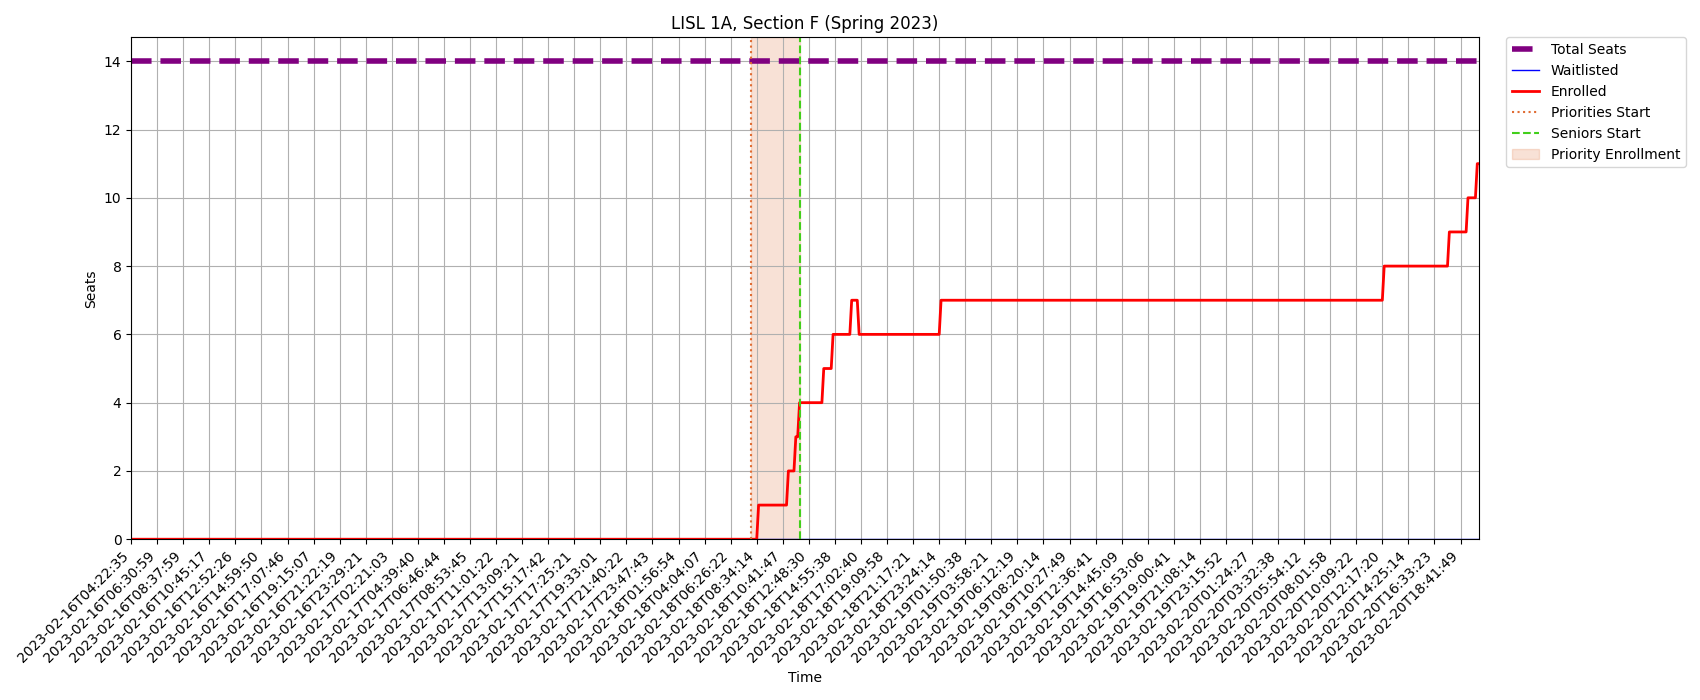 LISL 1A, Section F (Spring 2023)
Total Seats
Waitlisted
Enrolled
Priorities Start
Seniors Start
Priority Enrollment
Seats
14
12
10
8
6
4
2
0
2023-02-16T04:22:35
2023-02-16T06:30:59
2023-02-16T08:37:59
2023-02-16T10:45:17
2023-02-16T12:52:26
2023-02-16T14:59:50
2023-02-16T17:07:46
2023-02-16T19:15:07
2023-02-16T21:22:19
2023-02-16T23:29:21
2023-02-17T02:21:03
2023-02-17T04:39:40
2023-02-17T06:46:44
2023-02-17T08:53:45
2023-02-17T11:01:22
2023-02-17T13:09:21
2023-02-17T15:17:42
2023-02-17T17:25:21
2023-02-17T19:33:01
2023-02-17T21:40:22
2023-02-17T23:47:43
2023-02-18T01:56:54
2023-02-18T04:04:07
2023-02-18T06:26:22
2023-02-18T08:34:14
2023-02-18T10:41:47
2023-02-18T12:48:30
2023-02-18T14:55:38
2023-02-18T17:02:40
2023-02-18T19:09:58
2023-02-18T21:17:21
2023-02-18T23:24:14
2023-02-19T01:50:38
2023-02-19T03:58:21
2023-02-19T06:12:19
2023-02-19T08:20:14
2023-02-19T10:27:49
2023-02-19T12:36:41
2023-02-19T14:45:09
2023-02-19T16:53:06
2023-02-19T19:00:41
2023-02-19T21:08:14
2023-02-19T23:15:52
2023-02-20T01:24:27
2023-02-20T03:32:38
2023-02-20T05:54:12
2023-02-20T08:01:58
2023-02-20T10:09:22
2023-02-20T12:17:20
2023-02-20T14:25:14
2023-02-20T16:33:23
2023-02-20T18:41:49
Time